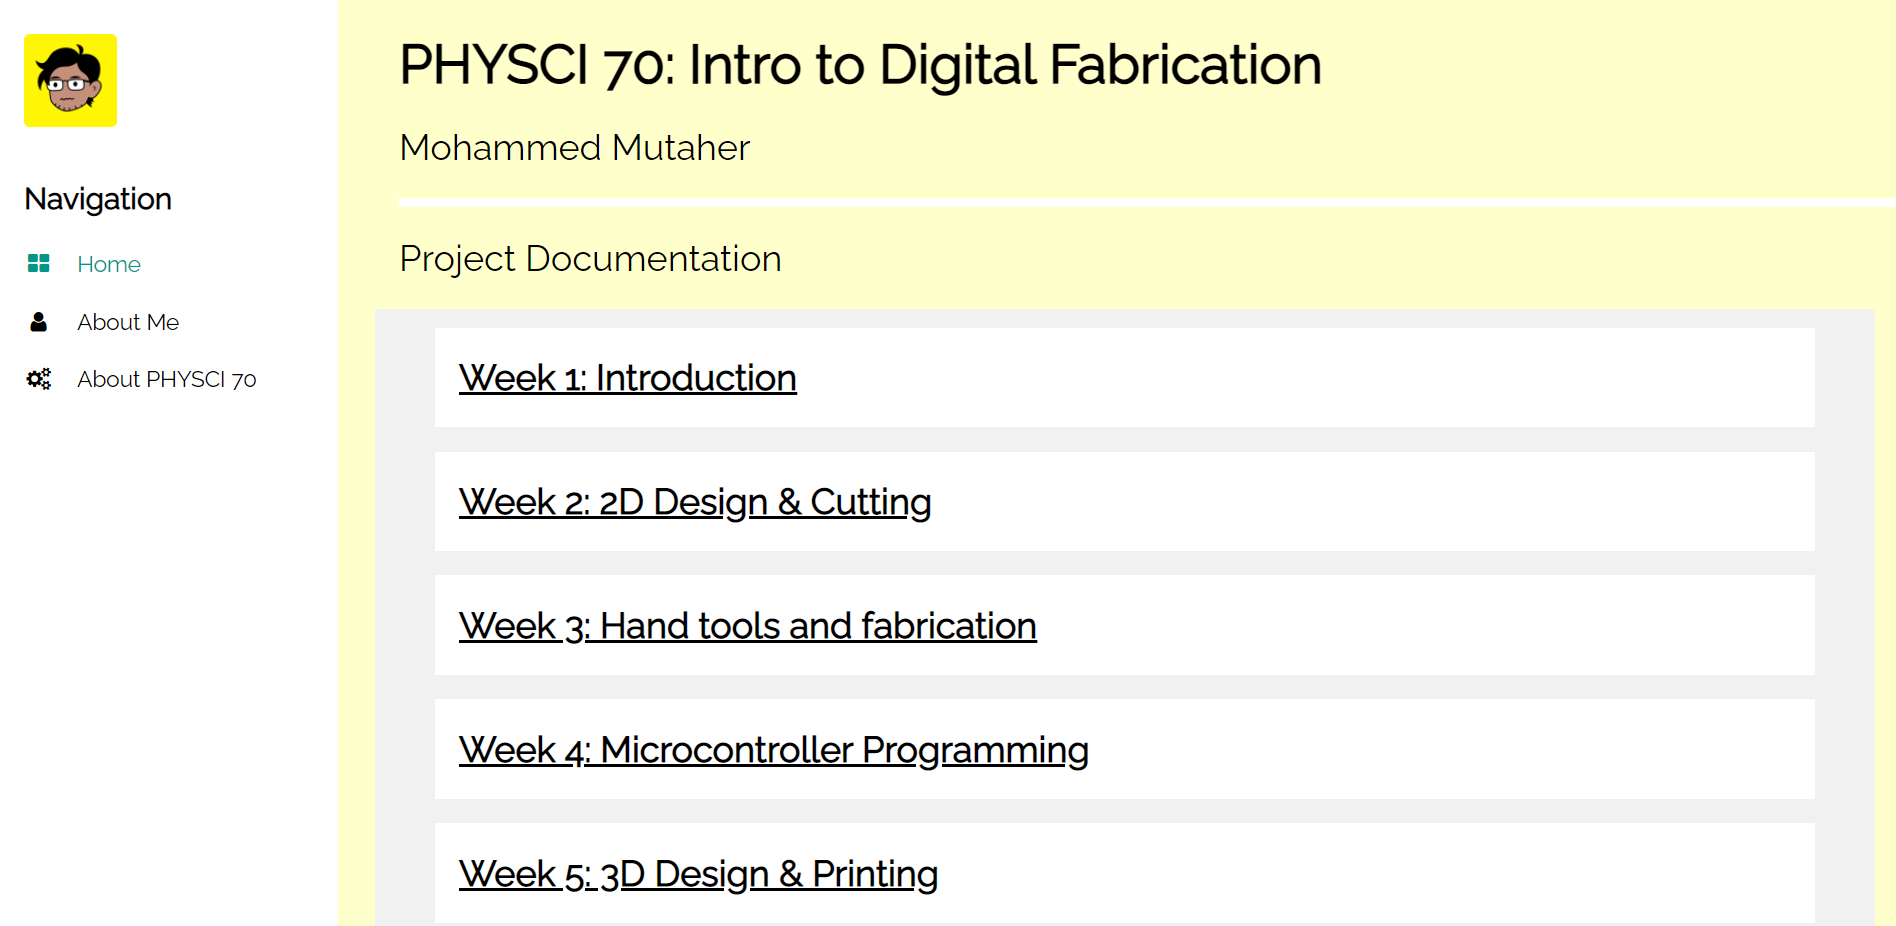 PHYSCI 70: Intro to Digital Fabrication
Mohammed Mutaher
Navigation
Home
About Me
About PHYSCI 70
Project Documentation
Week 1: Introduction
Week 2: 2D Design & Cutting
Week 3: Hand tools and fabrication
Week 4: Microcontroller Programming
Week 5: 3D Design & Printing